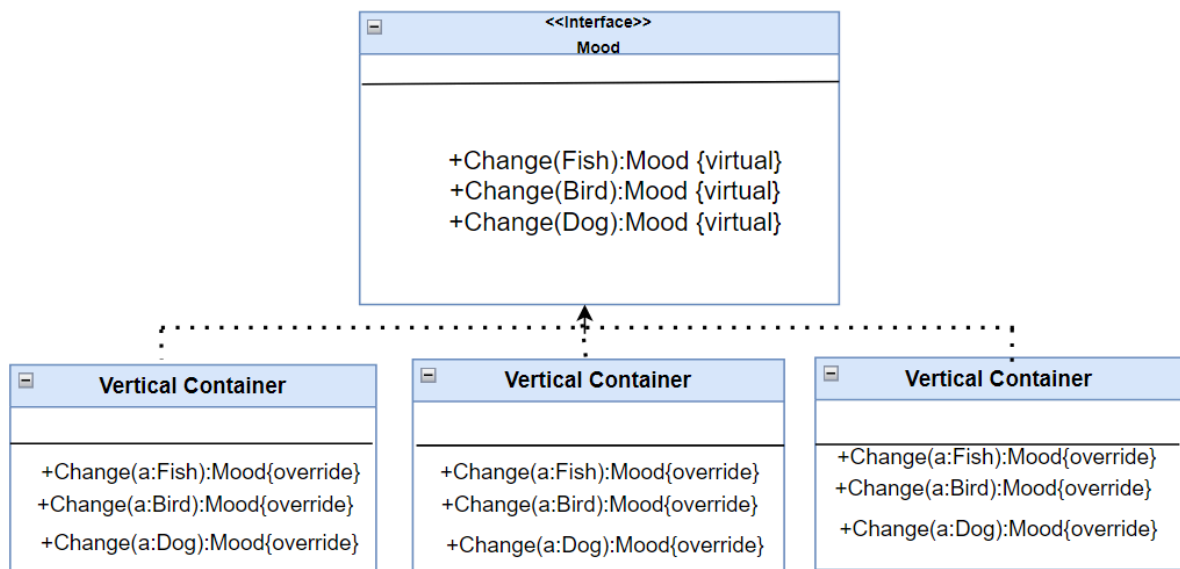 <<Interface>>
Mood
+Change(Fish):Mood {virtual}
+Change(Bird):Mood {virtual}
+Change(Dog):Mood {virtual}
Vertical Container
+Change(a:Fish):Mood{override}
+Change(a:Bird):Mood{override}
+Change(a:Dog):Mood{override}
Vertical Container
+Change(a:Fish):Mood{override}
+Change(a:Bird):Mood{override}
+Change(a:Dog):Mood{override}
Vertical Container
+Change(a:Fish):Mood{override}
+Change(a:Bird):Mood{override}
+Change(a:Dog):Mood{override}